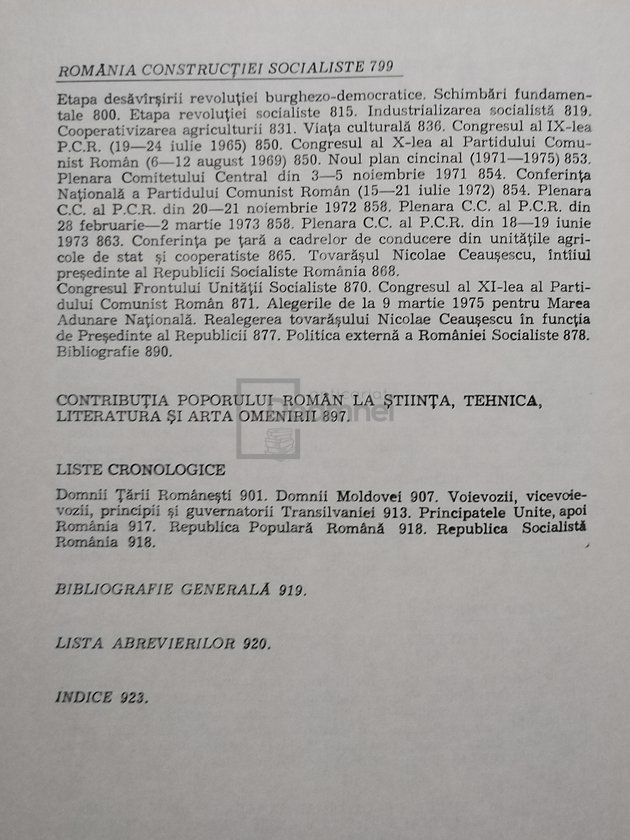 ROMÂNIA CONSTRUCȚIEI SOCIALISTE 799
Etapa desăvîrșirii revoluției burghezo-democratice. Schimbări fundamen-
tale 800. Etapa revoluției socialiste 815. Industrializarea socialistă 819.
Cooperativizarea agriculturii 831. Viața culturală 836. Congresul al IX-lea
P.C.R. (19—24 iulie 1965) 850. Congresul al X-lea al Partidului Comu-
nist Român (6—12 august 1969) 850. Noul plan cincinal (1971—1975) 853.
Plenara Comitetului Central din 3—5 noiembrie 1971 854. Conferința
Națională a Partidului Comunist Român (15—21 iulie 1972) 854. Plenara
C.C. al P.C.R. din 20—21 noiembrie 1972 858. Plenara C.C. al P.C.R. din
28 februarie—2 martie 1973 858. Plenara C.C. al P.C.R. din 18—19 iunie
1973 863. Conferința pe țară a cadrelor de conducere din unitățile agri-
cole de stat și cooperatiste 865. Tovarășul Nicolae Ceaușescu, întîiul
președinte al Republicii Socialiste România 868.
Congresul Frontului Unității Socialiste 870. Congresul al XI-lea al Parti-
dului Comunist Român 871. Alegerile de la 9 martie 1975 pentru Marea
Adunare Națională. Realegerea tovarășului Nicolae Ceaușescu în funcția
de Președinte al Republicii 877. Politica externă a României Socialiste 878.
Bibliografie 890.
CONTRIBUȚIA POPORULUI ROMÂN LA ȘTIINȚA, TEHNICA,
LITERATURA ȘI ARTA OMENIRII 897.
LISTE CRONOLOGICE
Domnii Țării Românești 901. Domnii Moldovei 907. Voievozii, vicevoie-
vozii, principii și guvernatorii Transilvaniei 913. Principatele Unite, apoi
România 917. Republica Populară Română 918. Republica Socialistă
România 918.
BIBLIOGRAFIE GENERALĂ 919.
LISTA ABREVIERILOR 920.
INDICE 923.